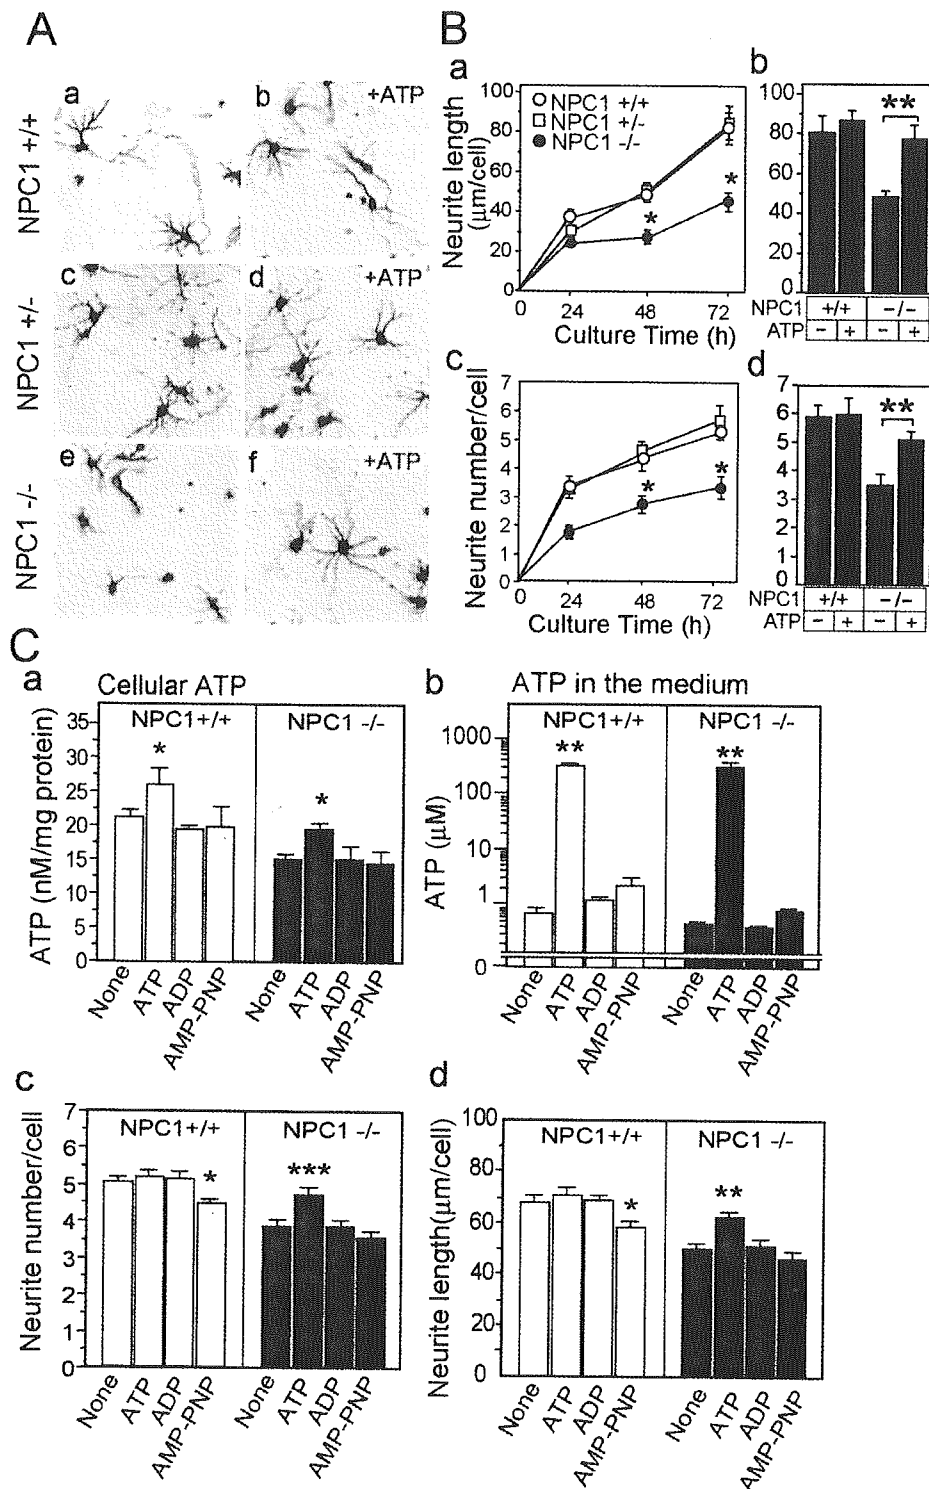 A
a
b
+ATP
NPC1 +/+
c
d
+ATP
NPC1 +/-
e
f
+ATP
NPC1 -/-
B
a
Neurite length
(μm/cell)
100
80
60
40
20
0
NPC1 +/+
NPC1 +/-
NPC1 -/-
*
*
0 24 48 72
Culture Time (h)
b
100
80
60
40
20
0
**
NPC1 +/+ -/-
ATP - + - +
c
Neurite number/cell
7
6
5
4
3
2
1
0
*
*
0 24 48 72
Culture Time (h)
d
7
6
5
4
3
2
1
0
**
NPC1 +/+ -/-
ATP - + - +
C
a
Cellular ATP
ATP (nM/mg protein)
35
30
25
20
15
10
5
0
NPC1+/+
NPC1 -/-
*
*
None ATP ADP AMP-PNP
None ATP ADP AMP-PNP
b
ATP in the medium
ATP (μM)
1000
100
10
1
0
NPC1+/+
NPC1 -/-
**
**
None ATP ADP AMP-PNP
None ATP ADP AMP-PNP
c
Neurite number/cell
7
6
5
4
3
2
1
0
NPC1+/+
NPC1 -/-
*
***
None ATP ADP AMP-PNP
None ATP ADP AMP-PNP
d
Neurite length(μm/cell)
100
80
60
40
20
0
NPC1+/+
NPC1 -/-
*
**
None ATP ADP AMP-PNP
None ATP ADP AMP-PNP